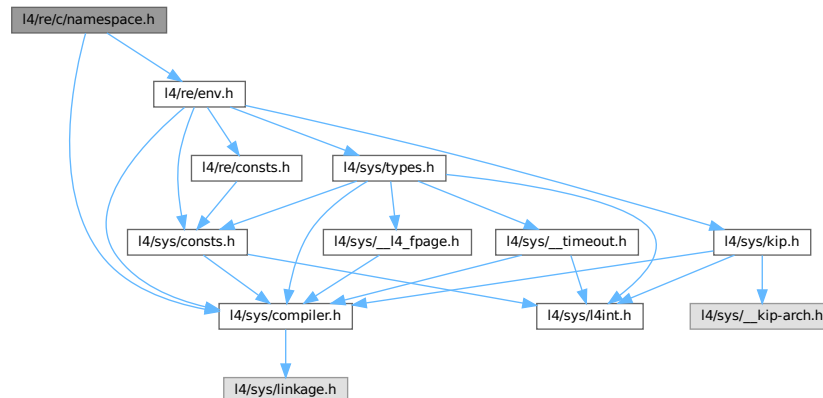 l4/re/c/namespace.h
l4/re/env.h
l4/re/consts.h
l4/sys/types.h
l4/sys/consts.h
l4/sys/__l4_fpage.h
l4/sys/__timeout.h
l4/sys/kip.h
l4/sys/compiler.h
l4/sys/l4int.h
l4/sys/__kip-arch.h
l4/sys/linkage.h